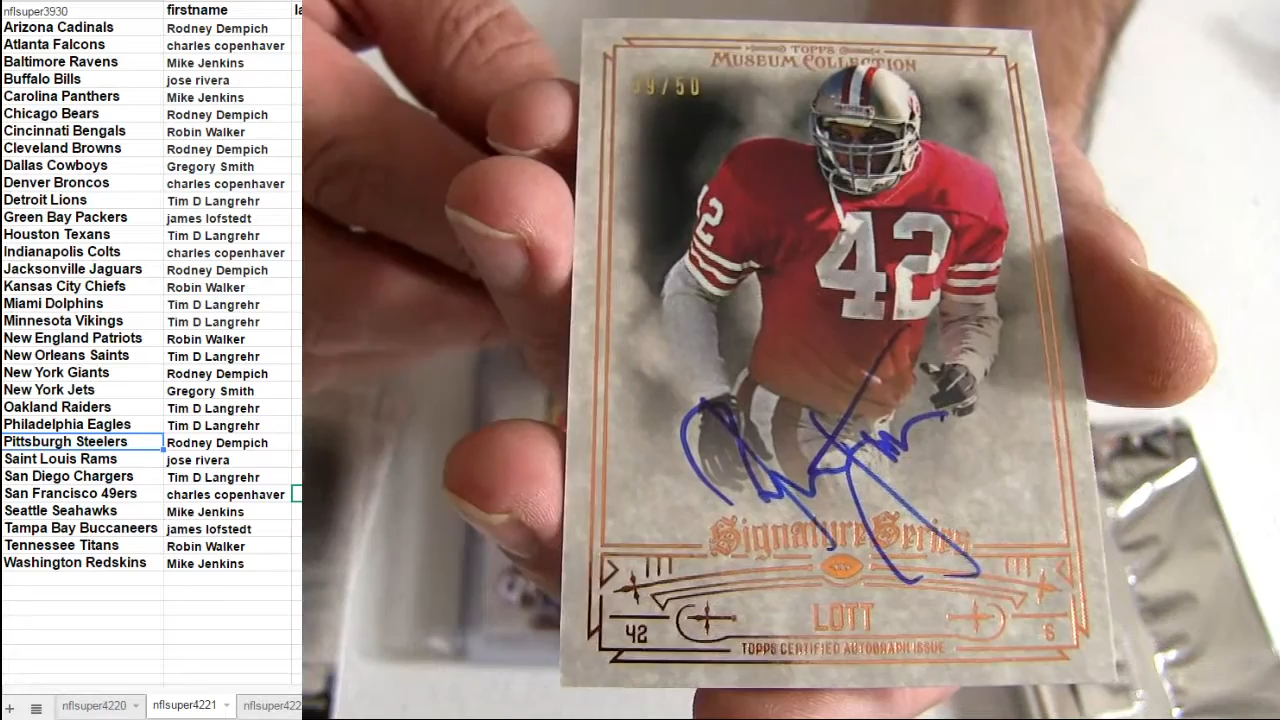 nflsuper3930 firstname la
Arizona Cadinals Rodney Dempich
Atlanta Falcons charles copenhaver
Baltimore Ravens Mike Jenkins
Buffalo Bills jose rivera
Carolina Panthers Mike Jenkins
Chicago Bears Rodney Dempich
Cincinnati Bengals Robin Walker
Cleveland Browns Rodney Dempich
Dallas Cowboys Gregory Smith
Denver Broncos charles copenhaver
Detroit Lions Tim D Langrehr
Green Bay Packers james lofstedt
Houston Texans Tim D Langrehr
Indianapolis Colts charles copenhaver
Jacksonville Jaguars Rodney Dempich
Kansas City Chiefs Robin Walker
Miami Dolphins Tim D Langrehr
Minnesota Vikings Tim D Langrehr
New England Patriots Robin Walker
New Orleans Saints Tim D Langrehr
New York Giants Rodney Dempich
New York Jets Gregory Smith
Oakland Raiders Tim D Langrehr
Philadelphia Eagles Tim D Langrehr
Pittsburgh Steelers Rodney Dempich
Saint Louis Rams jose rivera
San Diego Chargers Tim D Langrehr
San Francisco 49ers charles copenhaver
Seattle Seahawks Mike Jenkins
Tampa Bay Buccaneers james lofstedt
Tennessee Titans Robin Walker
Washington Redskins Mike Jenkins
nflsuper4220 nflsuper4221 nflsuper422
TOPPS
MUSEUM COLLECTION
/50
42
42
Signature Series
LOTT
42 S
TOPPS CERTIFIED AUTOGRAPH ISSUE